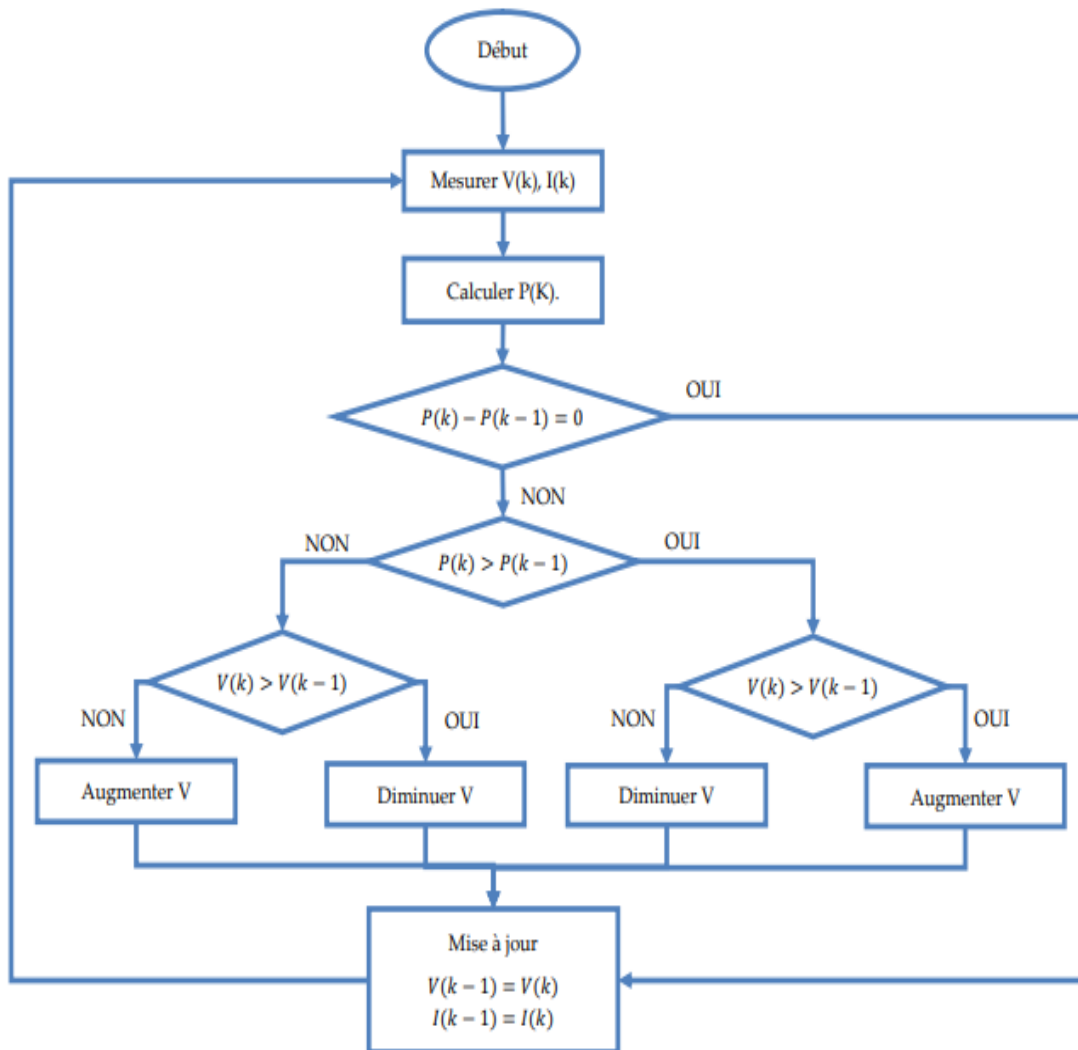 Début
Mesurer V(k), I(k)
Calculer P(K).
OUI
P(k) − P(k − 1) = 0
NON
NON
OUI
P(k) > P(k − 1)
V(k) > V(k − 1)
V(k) > V(k − 1)
NON
OUI
NON
OUI
Augmenter V
Diminuer V
Diminuer V
Augmenter V
Mise à jour
V(k − 1) = V(k)
I(k − 1) = I(k)